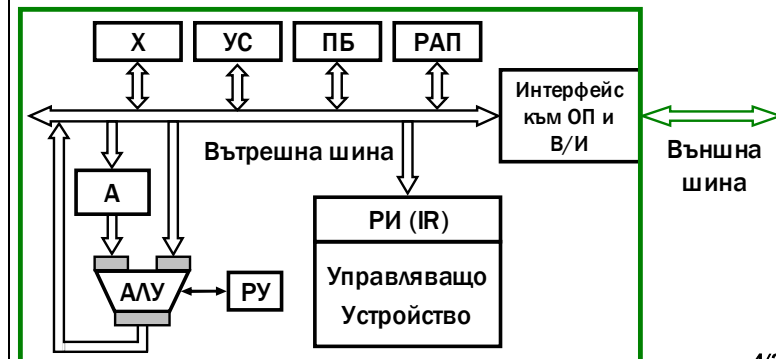 X
УС
ПБ
РАП
Интерфейс
към ОП и
В/И
Вътрешна шина
Външна
шина
А
РИ (IR)
АЛУ
РУ
Управляващо
Устройство